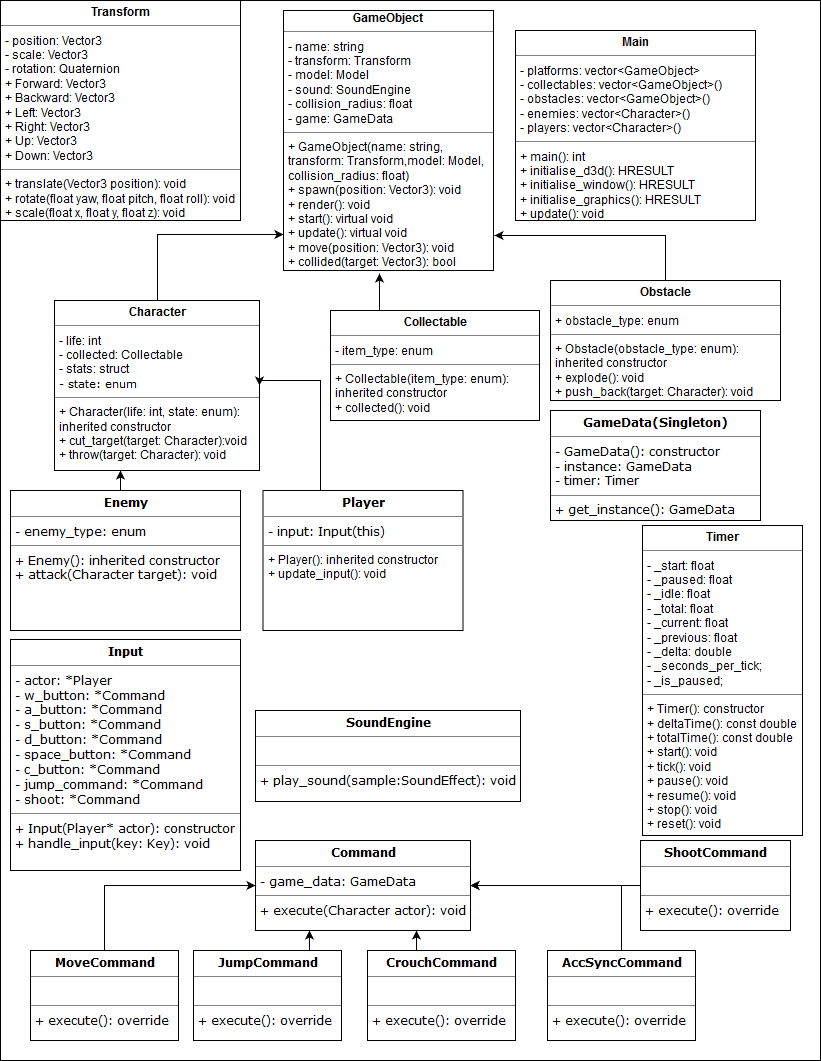 Transform
- position: Vector3
- scale: Vector3
- rotation: Quaternion
+ Forward: Vector3
+ Backward: Vector3
+ Left: Vector3
+ Right: Vector3
+ Up: Vector3
+ Down: Vector3
+ translate(Vector3 position): void
+ rotate(float yaw, float pitch, float roll): void
+ scale(float x, float y, float z): void
GameObject
- name: string
- transform: Transform
- model: Model
- sound: SoundEngine
- collision_radius: float
- game: GameData
+ GameObject(name: string,
transform: Transform,model: Model,
collision_radius: float)
+ spawn(position: Vector3): void
+ render(): void
+ start(): virtual void
+ update(): virtual void
+ move(position: Vector3): void
+ collided(target: Vector3): bool
Main
- platforms: vector<GameObject>
- collectables: vector<GameObject>()
- obstacles: vector<GameObject>()
- enemies: vector<Character>()
- players: vector<Character>()
+ main(): int
+ initialise_d3d(): HRESULT
+ initialise_window(): HRESULT
+ initialise_graphics(): HRESULT
+ update(): void
Character
- life: int
- collected: Collectable
- stats: struct
- state: enum
+ Character(life: int, state: enum):
inherited constructor
+ cut_target(target: Character):void
+ throw(target: Character): void
Collectable
- item_type: enum
+ Collectable(item_type: enum):
inherited constructor
+ collected(): void
Obstacle
+ obstacle_type: enum
+ Obstacle(obstacle_type: enum):
inherited constructor
+ explode(): void
+ push_back(target: Character): void
GameData(Singleton)
- GameData(): constructor
- instance: GameData
- timer: Timer
+ get_instance(): GameData
Enemy
- enemy_type: enum
+ Enemy(): inherited constructor
+ attack(Character target): void
Player
- input: Input(this)
+ Player(): inherited constructor
+ update_input(): void
Timer
- _start: float
- _paused: float
- _idle: float
- _total: float
- _current: float
- _previous: float
- _delta: double
- _seconds_per_tick;
- _is_paused;
+ Timer(): constructor
+ deltaTime(): const double
+ totalTime(): const double
+ start(): void
+ tick(): void
+ pause(): void
+ resume(): void
+ stop(): void
+ reset(): void
Input
- actor: *Player
- w_button: *Command
- a_button: *Command
- s_button: *Command
- d_button: *Command
- space_button: *Command
- c_button: *Command
- jump_command: *Command
- shoot: *Command
+ Input(Player* actor): constructor
+ handle_input(key: Key): void
SoundEngine
+ play_sound(sample:SoundEffect): void
Command
- game_data: GameData
+ execute(Character actor): void
ShootCommand
+ execute(): override
MoveCommand
+ execute(): override
JumpCommand
+ execute(): override
CrouchCommand
+ execute(): override
AccSyncCommand
+ execute(): override